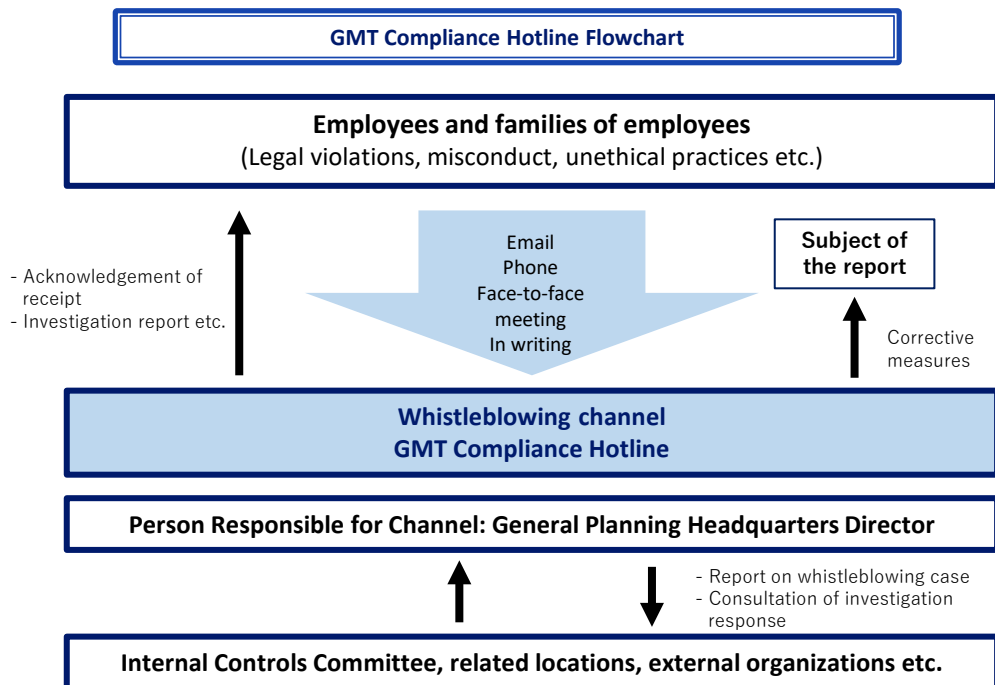 GMT Compliance Hotline Flowchart
Employees and families of employees
(Legal violations, misconduct, unethical practices etc.)
- Acknowledgement of
receipt
- Investigation report etc.
Email
Phone
Face-to-face
meeting
In writing
Subject of
the report
Corrective
measures
Whistleblowing channel
GMT Compliance Hotline
Person Responsible for Channel: General Planning Headquarters Director
- Report on whistleblowing case
- Consultation of investigation
response
Internal Controls Committee, related locations, external organizations etc.